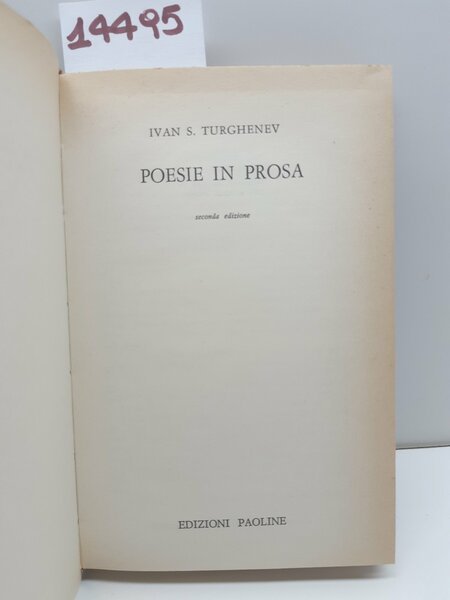 14495
IVAN S. TURGHENEV
POESIE IN PROSA
seconda edizione
EDIZIONI PAOLINE